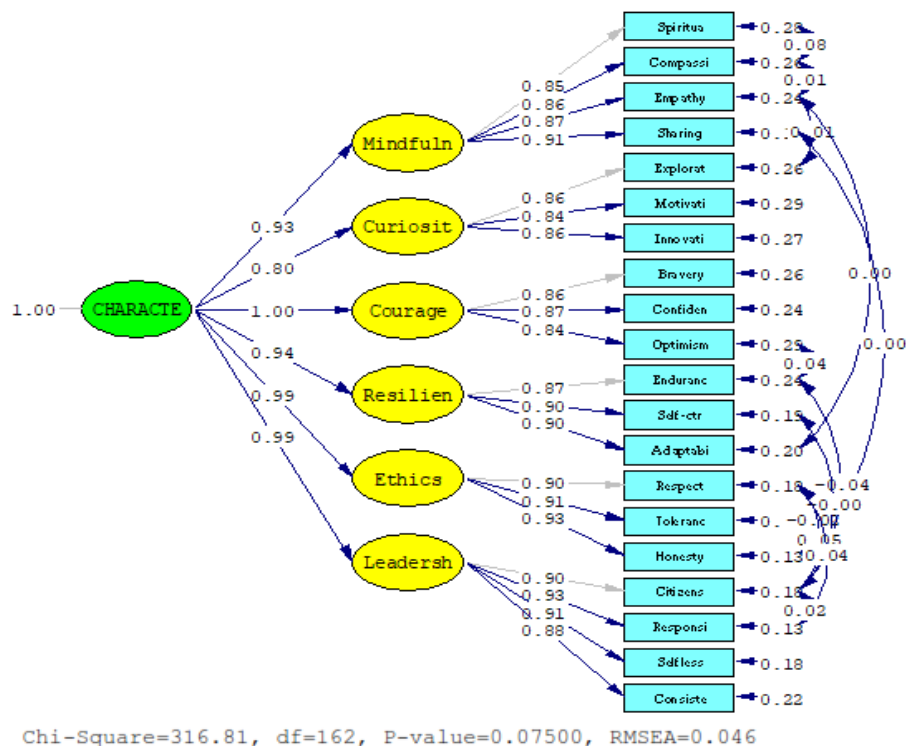 Spiritua
0.28
0.08
Compassi
0.26
0.01
0.85
0.86
Empathy
0.24
0.87
0.91
Sharing
Mindfuln
Explorat
0.26
0.86
Motivati
0.29
0.84
0.93
Curiosit
0.86
Innovati
0.27
0.80
Bravery
0.26
0.00
0.86
1.00
CHARACTE
1.00
Courage
0.87
Confiden
0.24
0.84
Optimism
0.29
0.00
0.94
0.04
Enduranc
0.24
Resilien
0.87
0.99
0.90
Self-ctr
0.19
0.99
0.90
Adaptabi
0.20
Ethics
0.90
Respect
0.18
-0.04
-0.00
0.91
Toleranc
0.93
0.05
Honesty
0.13
0.04
Leadersh
0.90
Citizens
0.18
0.93
0.02
0.91
Responsi
0.13
0.88
Selfless
0.18
Consiste
0.22
Chi-Square=316.81, df=162, P-value=0.07500, RMSEA=0.046